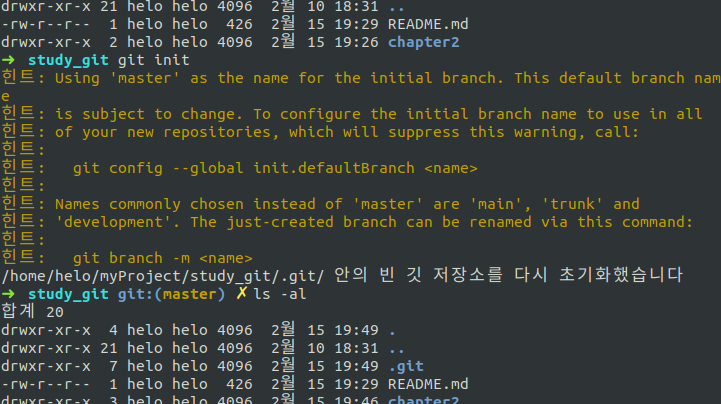 drwxr-xr-x 21 helo helo 4096  2월 10 18:31 ..
-rw-r--r--  1 helo helo  426  2월 15 19:29 README.md
drwxr-xr-x  2 helo helo 4096  2월 15 19:26 chapter2
➜  study_git git init
힌트: Using 'master' as the name for the initial branch. This default branch nam
e
힌트: is subject to change. To configure the initial branch name to use in all
힌트: of your new repositories, which will suppress this warning, call:
힌트:
힌트:   git config --global init.defaultBranch <name>
힌트:
힌트: Names commonly chosen instead of 'master' are 'main', 'trunk' and
힌트: 'development'. The just-created branch can be renamed via this command:
힌트:
힌트:   git branch -m <name>
/home/helo/myProject/study_git/.git/ 안의 빈 깃 저장소를 다시 초기화했습니다
➜  study_git git:(master) ✗ ls -al
합계 20
drwxr-xr-x  4 helo helo 4096  2월 15 19:49 .
drwxr-xr-x 21 helo helo 4096  2월 10 18:31 ..
drwxr-xr-x  7 helo helo 4096  2월 15 19:49 .git
-rw-r--r--  1 helo helo  426  2월 15 19:29 README.md
drwxr-xr-x  3 helo helo 4096  2월 15 19:46 chapter2